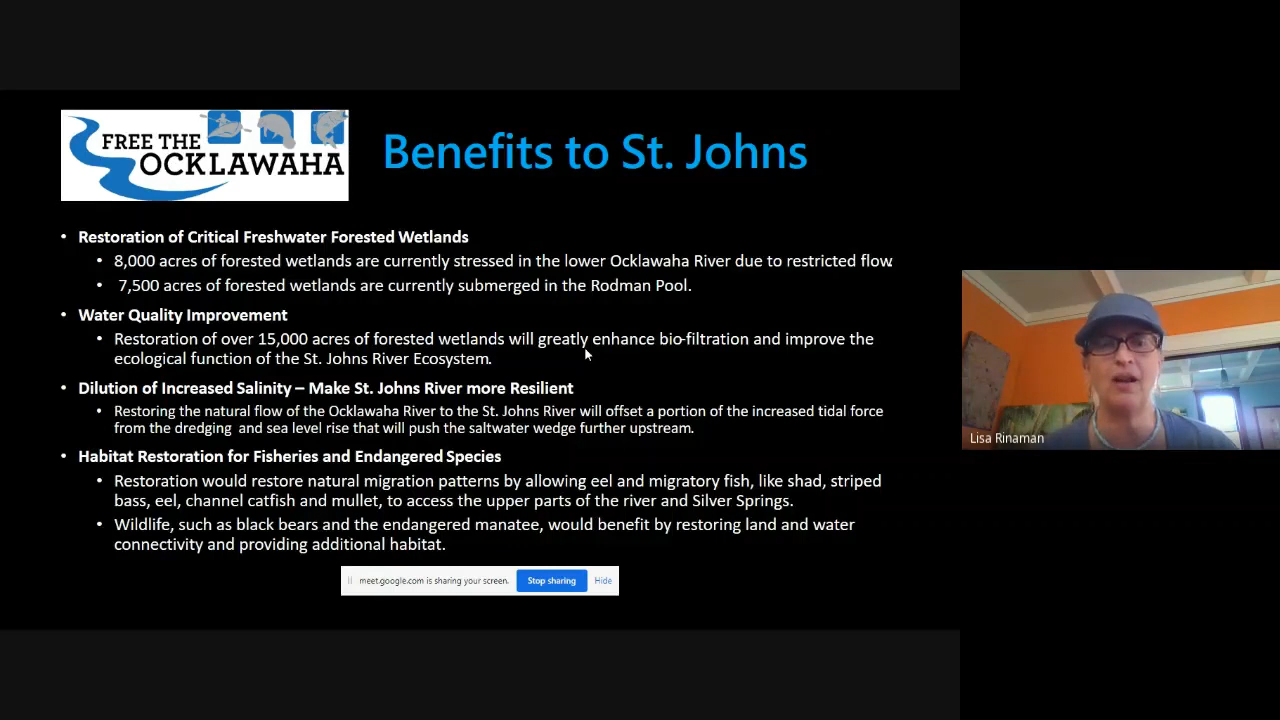 FREE THE
OCKLAWAHA
Benefits to St. Johns
• Restoration of Critical Freshwater Forested Wetlands
• 8,000 acres of forested wetlands are currently stressed in the lower Ocklawaha River due to restricted flow.
• 7,500 acres of forested wetlands are currently submerged in the Rodman Pool.
• Water Quality Improvement
• Restoration of over 15,000 acres of forested wetlands will greatly enhance bio-filtration and improve the
ecological function of the St. Johns River Ecosystem.
• Dilution of Increased Salinity – Make St. Johns River more Resilient
• Restoring the natural flow of the Ocklawaha River to the St. Johns River will offset a portion of the increased tidal force
from the dredging and sea level rise that will push the saltwater wedge further upstream.
• Habitat Restoration for Fisheries and Endangered Species
• Restoration would restore natural migration patterns by allowing eel and migratory fish, like shad, striped
bass, eel, channel catfish and mullet, to access the upper parts of the river and Silver Springs.
• Wildlife, such as black bears and the endangered manatee, would benefit by restoring land and water
connectivity and providing additional habitat.
meet.google.com is sharing your screen. Stop sharing Hide
Lisa Rinaman